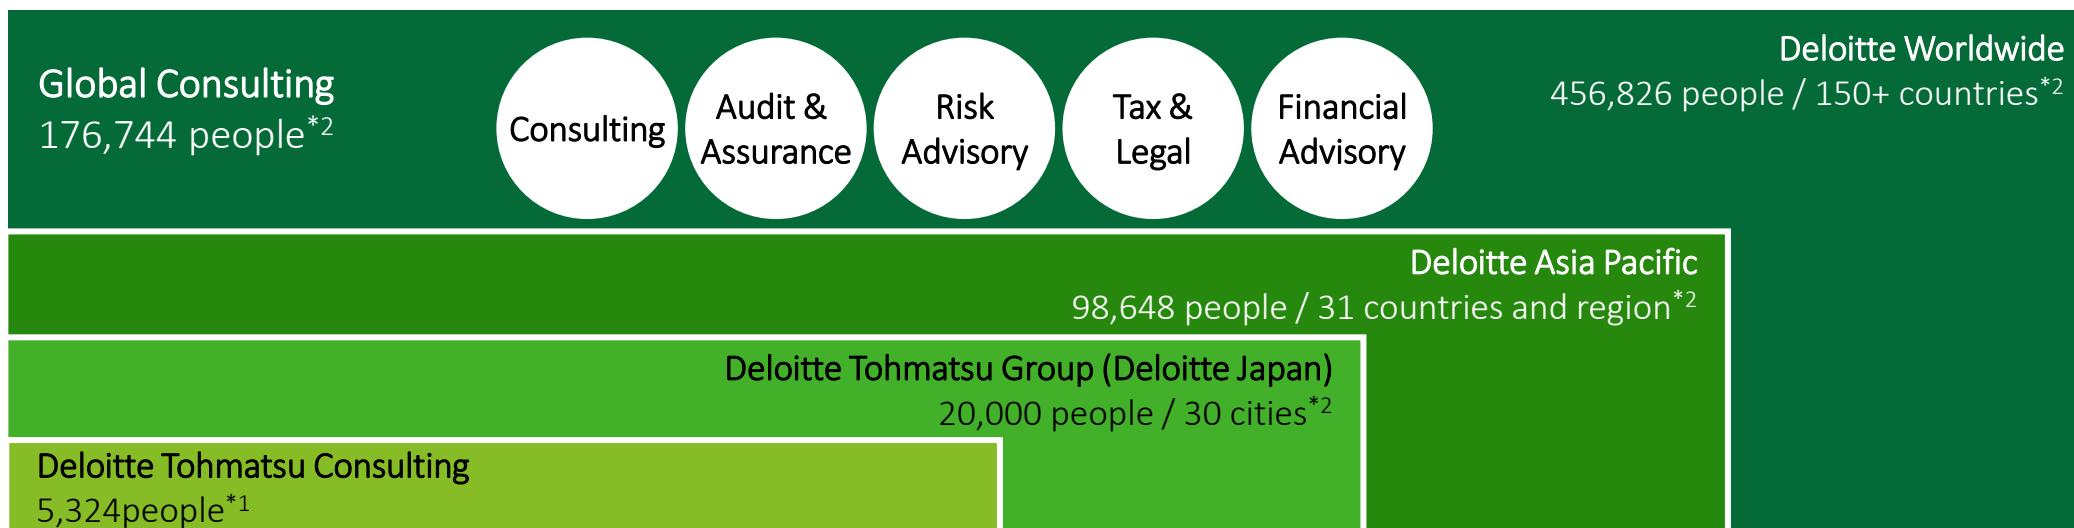 Global Consulting
176,744 people*2
Consulting
Audit &
Assurance
Risk
Advisory
Tax &
Legal
Financial
Advisory
Deloitte Worldwide
456,826 people / 150+ countries*2
Deloitte Asia Pacific
98,648 people / 31 countries and region*2
Deloitte Tohmatsu Group (Deloitte Japan)
20,000 people / 30 cities*2
Deloitte Tohmatsu Consulting
5,324people*1